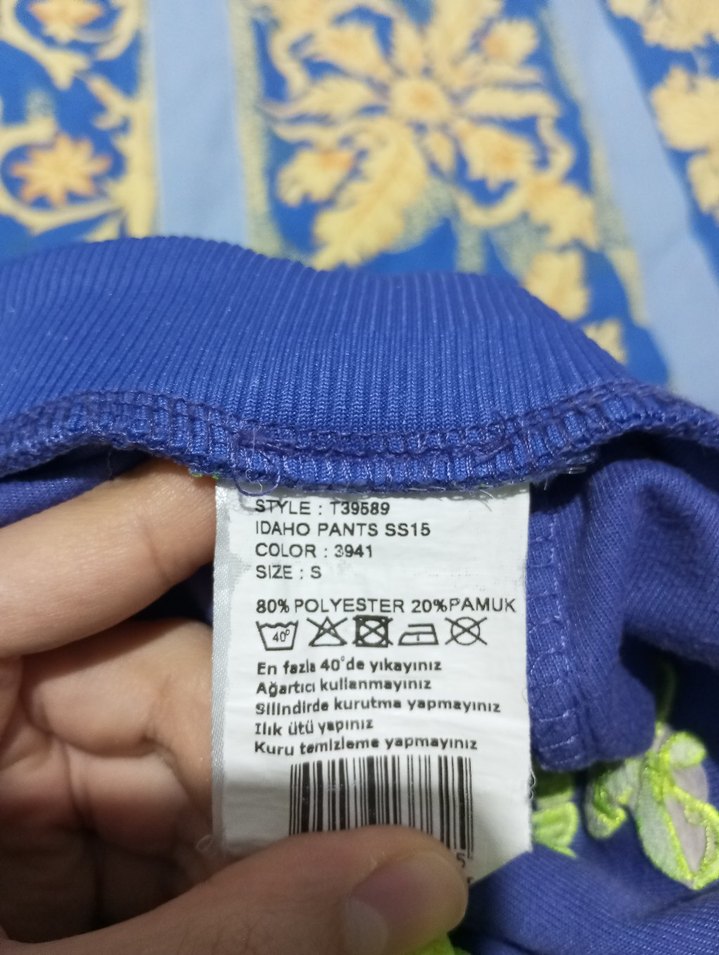 STYLE : T39589
IDAHO PANTS SS15
COLOR : 3941
SIZE : S
80% POLYESTER 20%PAMUK
40°
En fazla 40°de yıkayınız
Ağartıcı kullanmayınız
Silindirde kurutma yapmayınız
Ilık ütü yapınız
Kuru temizleme yapmayınız